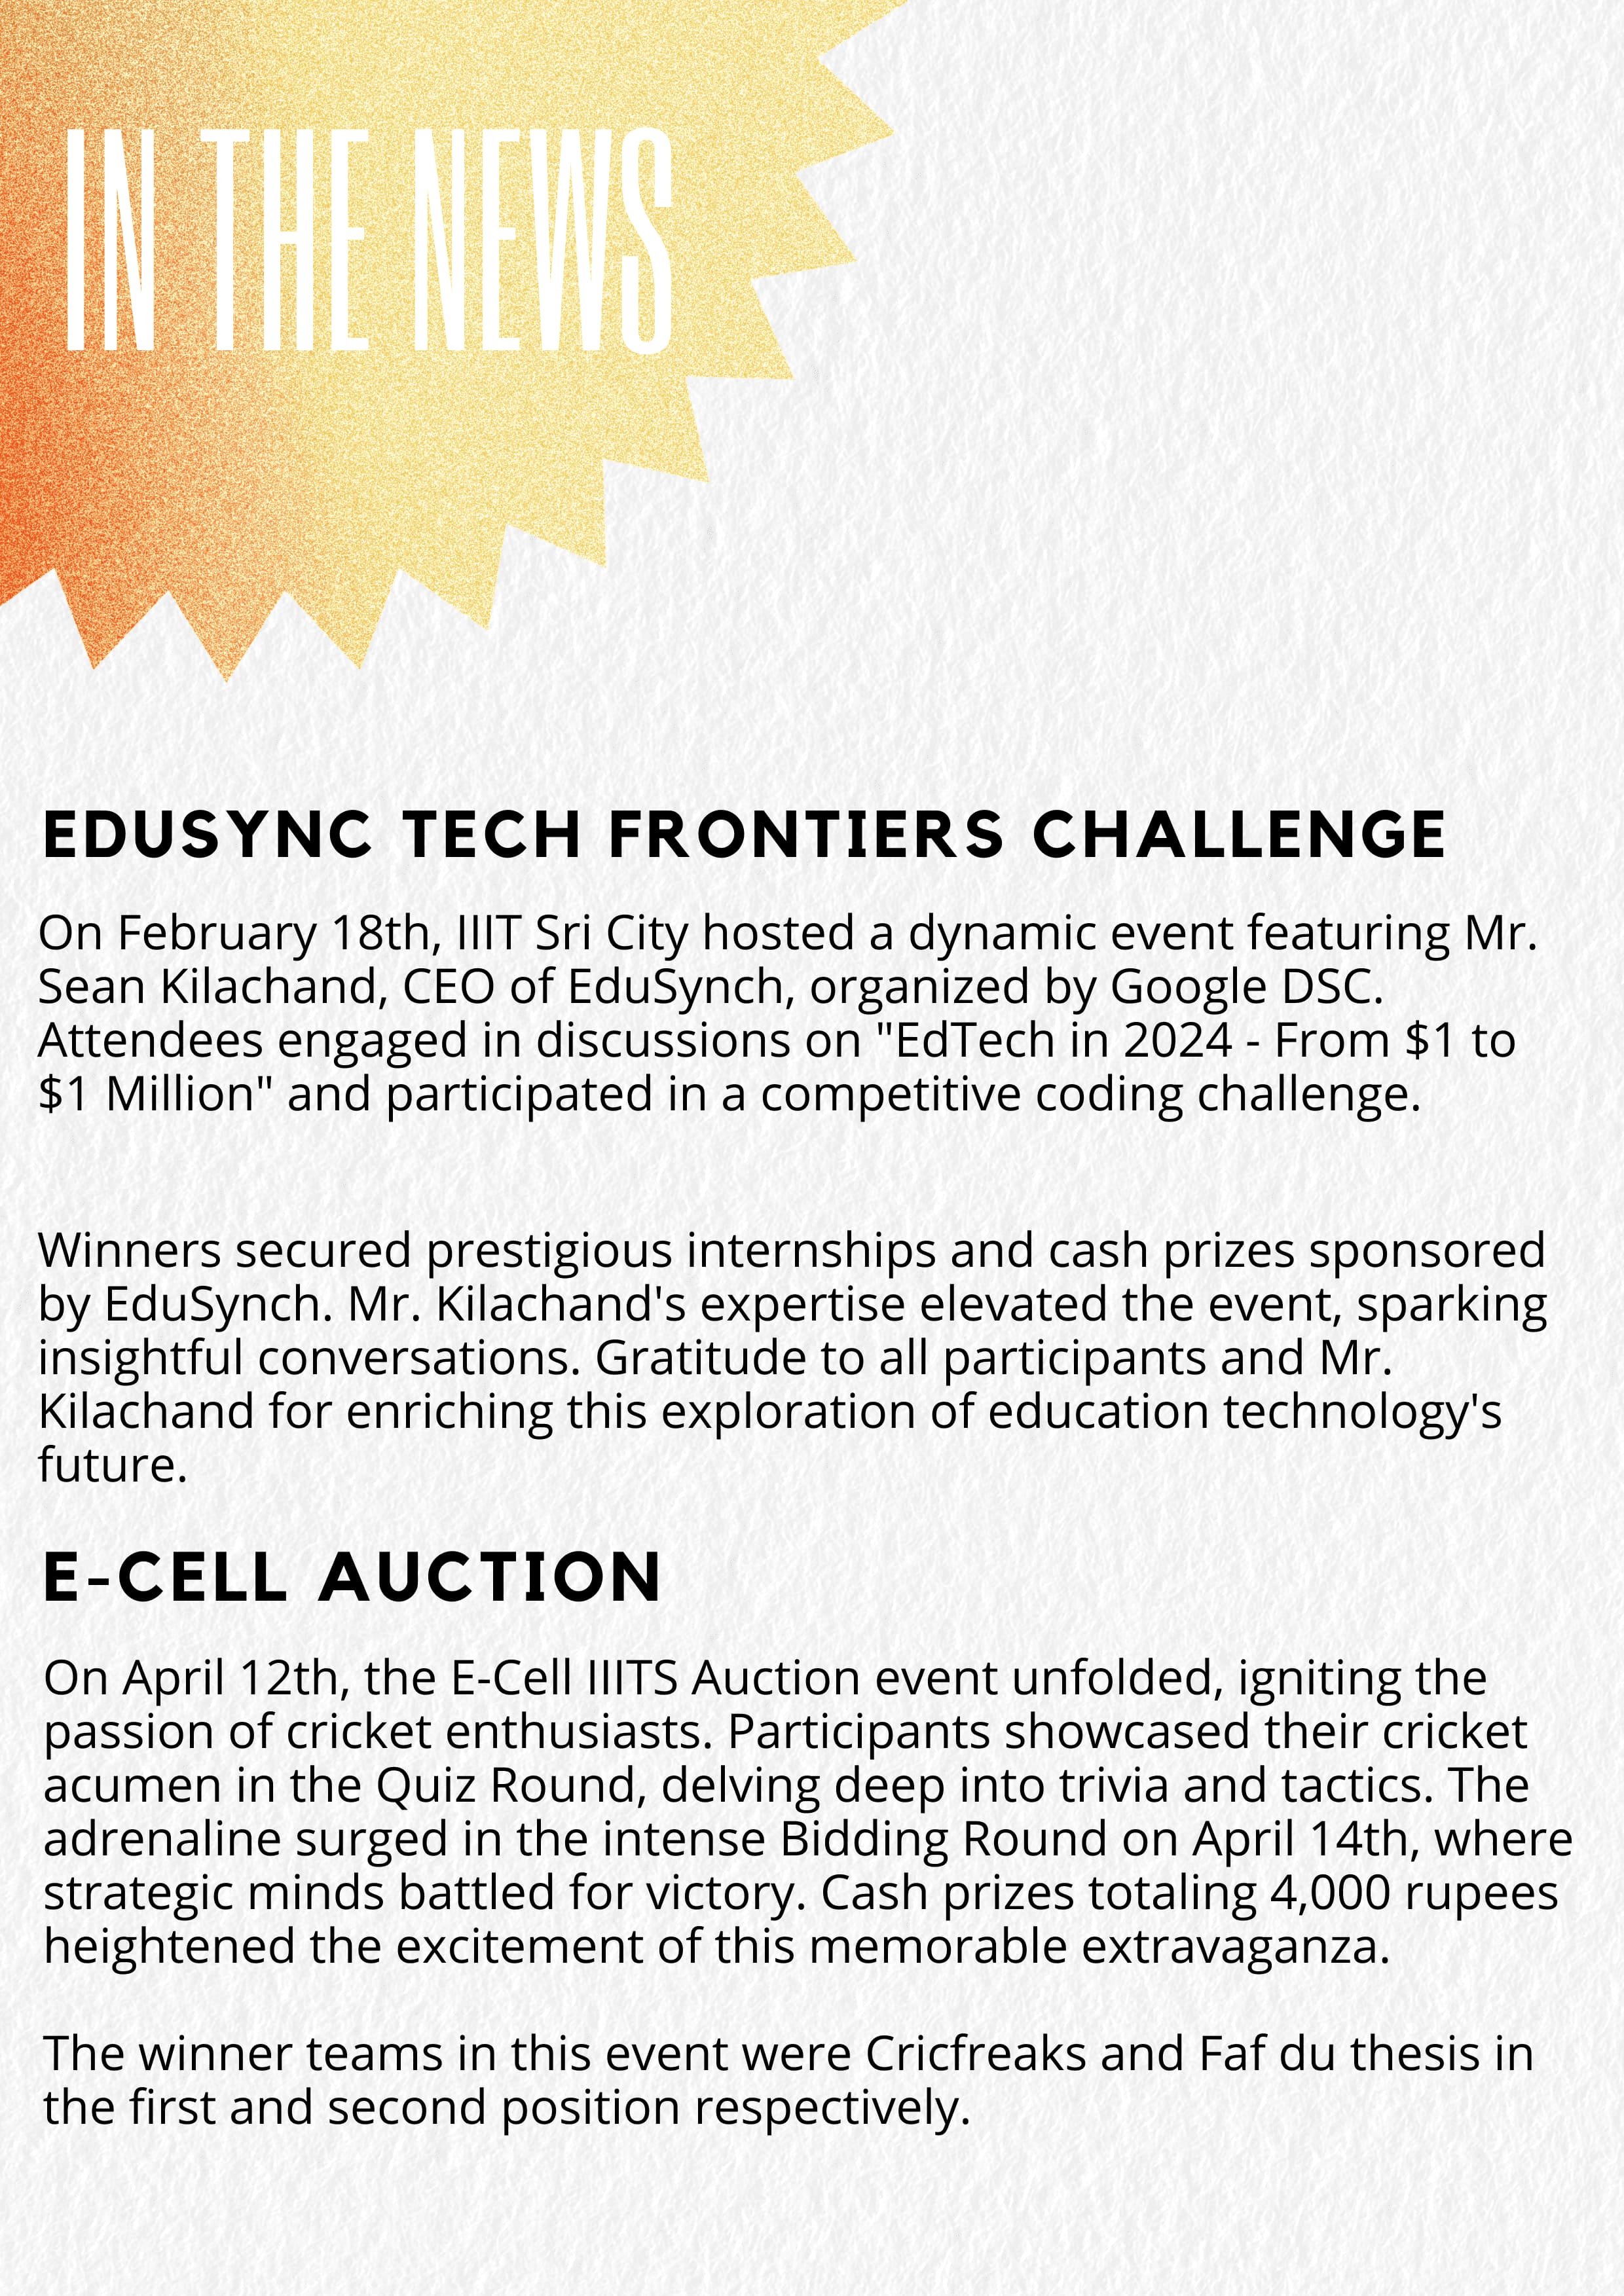 IN THE NEWS
EDUSYNC TECH FRONTIERS CHALLENGE
On February 18th, IIIT Sri City hosted a dynamic event featuring Mr.
Sean Kilachand, CEO of EduSynch, organized by Google DSC.
Attendees engaged in discussions on "EdTech in 2024 - From $1 to
$1 Million" and participated in a competitive coding challenge.
Winners secured prestigious internships and cash prizes sponsored
by EduSynch. Mr. Kilachand's expertise elevated the event, sparking
insightful conversations. Gratitude to all participants and Mr.
Kilachand for enriching this exploration of education technology's
future.
E-CELL AUCTION
On April 12th, the E-Cell IIITS Auction event unfolded, igniting the
passion of cricket enthusiasts. Participants showcased their cricket
acumen in the Quiz Round, delving deep into trivia and tactics. The
adrenaline surged in the intense Bidding Round on April 14th, where
strategic minds battled for victory. Cash prizes totaling 4,000 rupees
heightened the excitement of this memorable extravaganza.
The winner teams in this event were Cricfreaks and Faf du thesis in
the first and second position respectively.